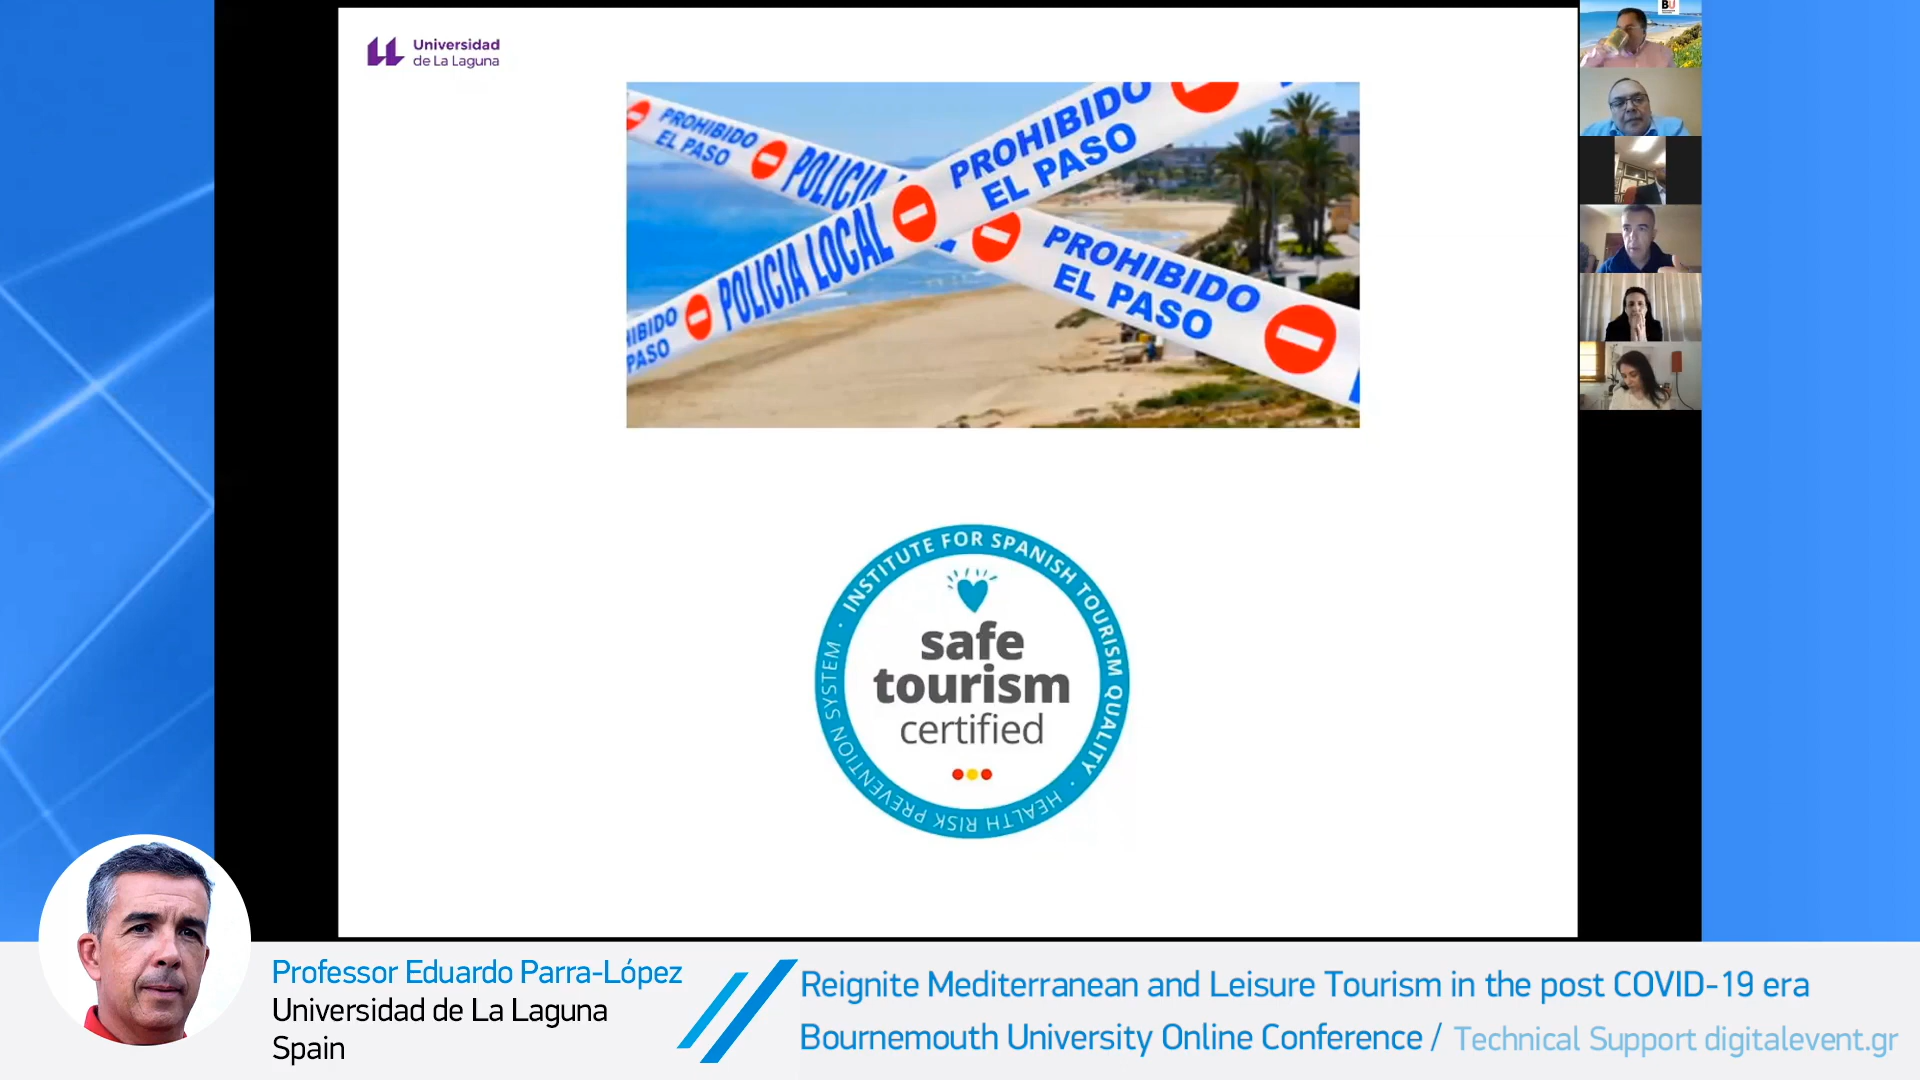 Universidad
de La Laguna
BU
PROHIBIDO
EL PASO
POLICIA
PROHIBIDO
EL PASO
POLICIA LOCAL
PROHIBIDO
EL PASO
HIBIDO
PASO
INSTITUTE FOR SPANISH TOURISM QUALITY
HEALTH RISK PREVENTION SYSTEM
safe
tourism
certified
Professor Eduardo Parra-López
Universidad de La Laguna
Spain
Reignite Mediterranean and Leisure Tourism in the post COVID-19 era
Bournemouth University Online Conference / Technical Support digitalevent.gr